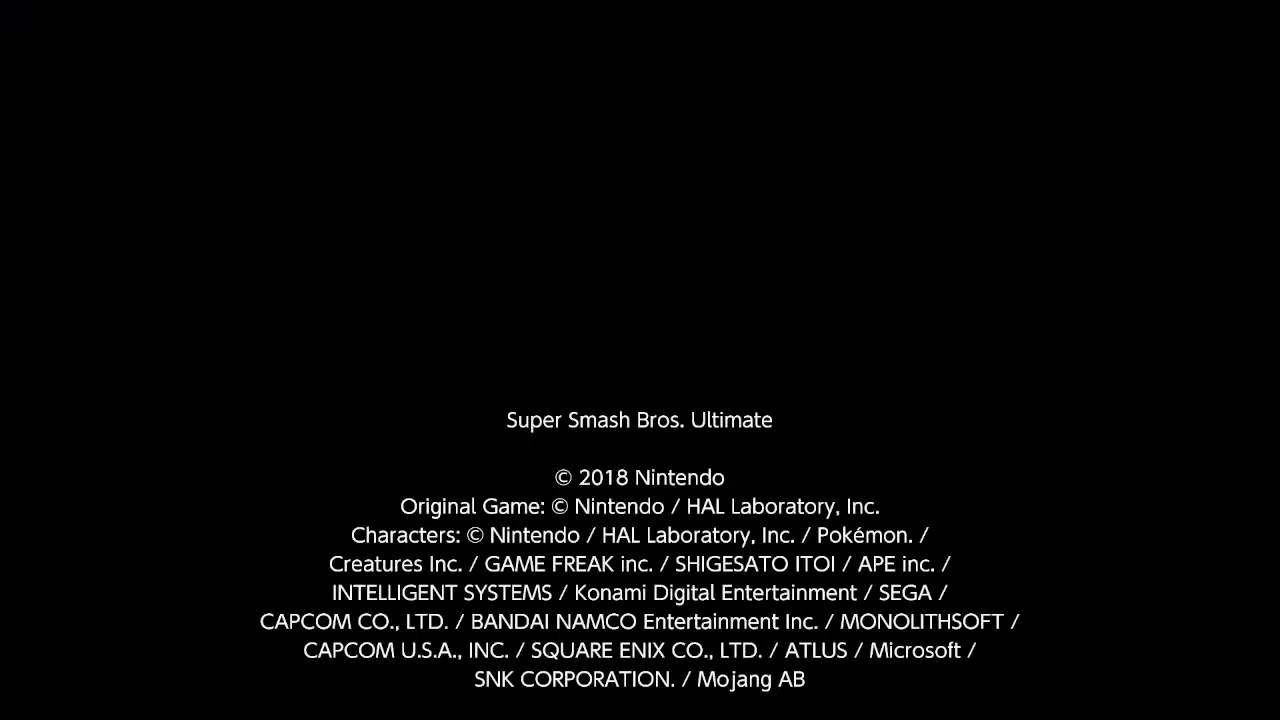 Super Smash Bros. Ultimate
© 2018 Nintendo
Original Game: © Nintendo / HAL Laboratory, Inc.
Characters: © Nintendo / HAL Laboratory, Inc. / Pokémon. /
Creatures Inc. / GAME FREAK inc. / SHIGESATO ITOI / APE inc. /
INTELLIGENT SYSTEMS / Konami Digital Entertainment / SEGA /
CAPCOM CO., LTD. / BANDAI NAMCO Entertainment Inc. / MONOLITHSOFT /
CAPCOM U.S.A., INC. / SQUARE ENIX CO., LTD. / ATLUS / Microsoft /
SNK CORPORATION. / Mojang AB